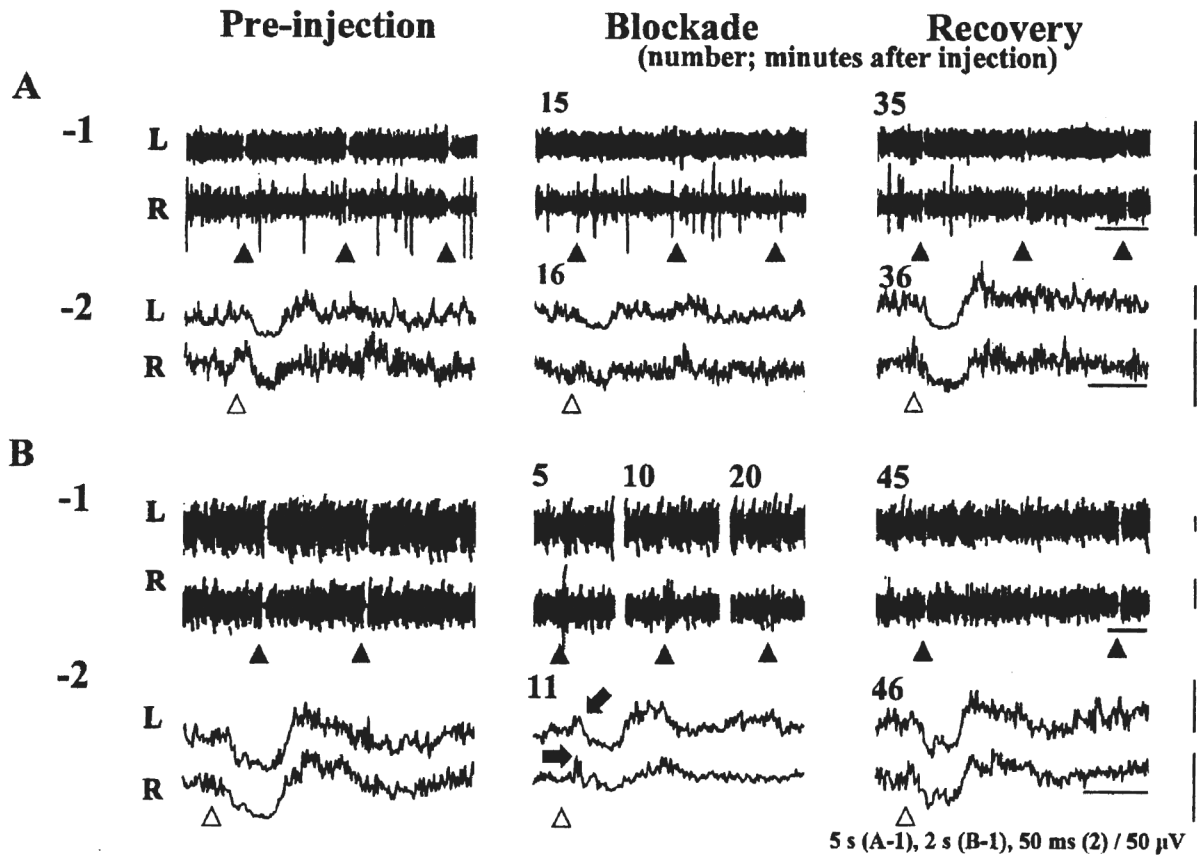 Pre-injection Blockade Recovery
(number; minutes after injection)
A
-1 L 15 35
R
-2 L 16 36
R
B
-1 L 5 10 20 45
R
-2 L 11 46
R
5 s (A-1), 2 s (B-1), 50 ms (2) / 50 μV